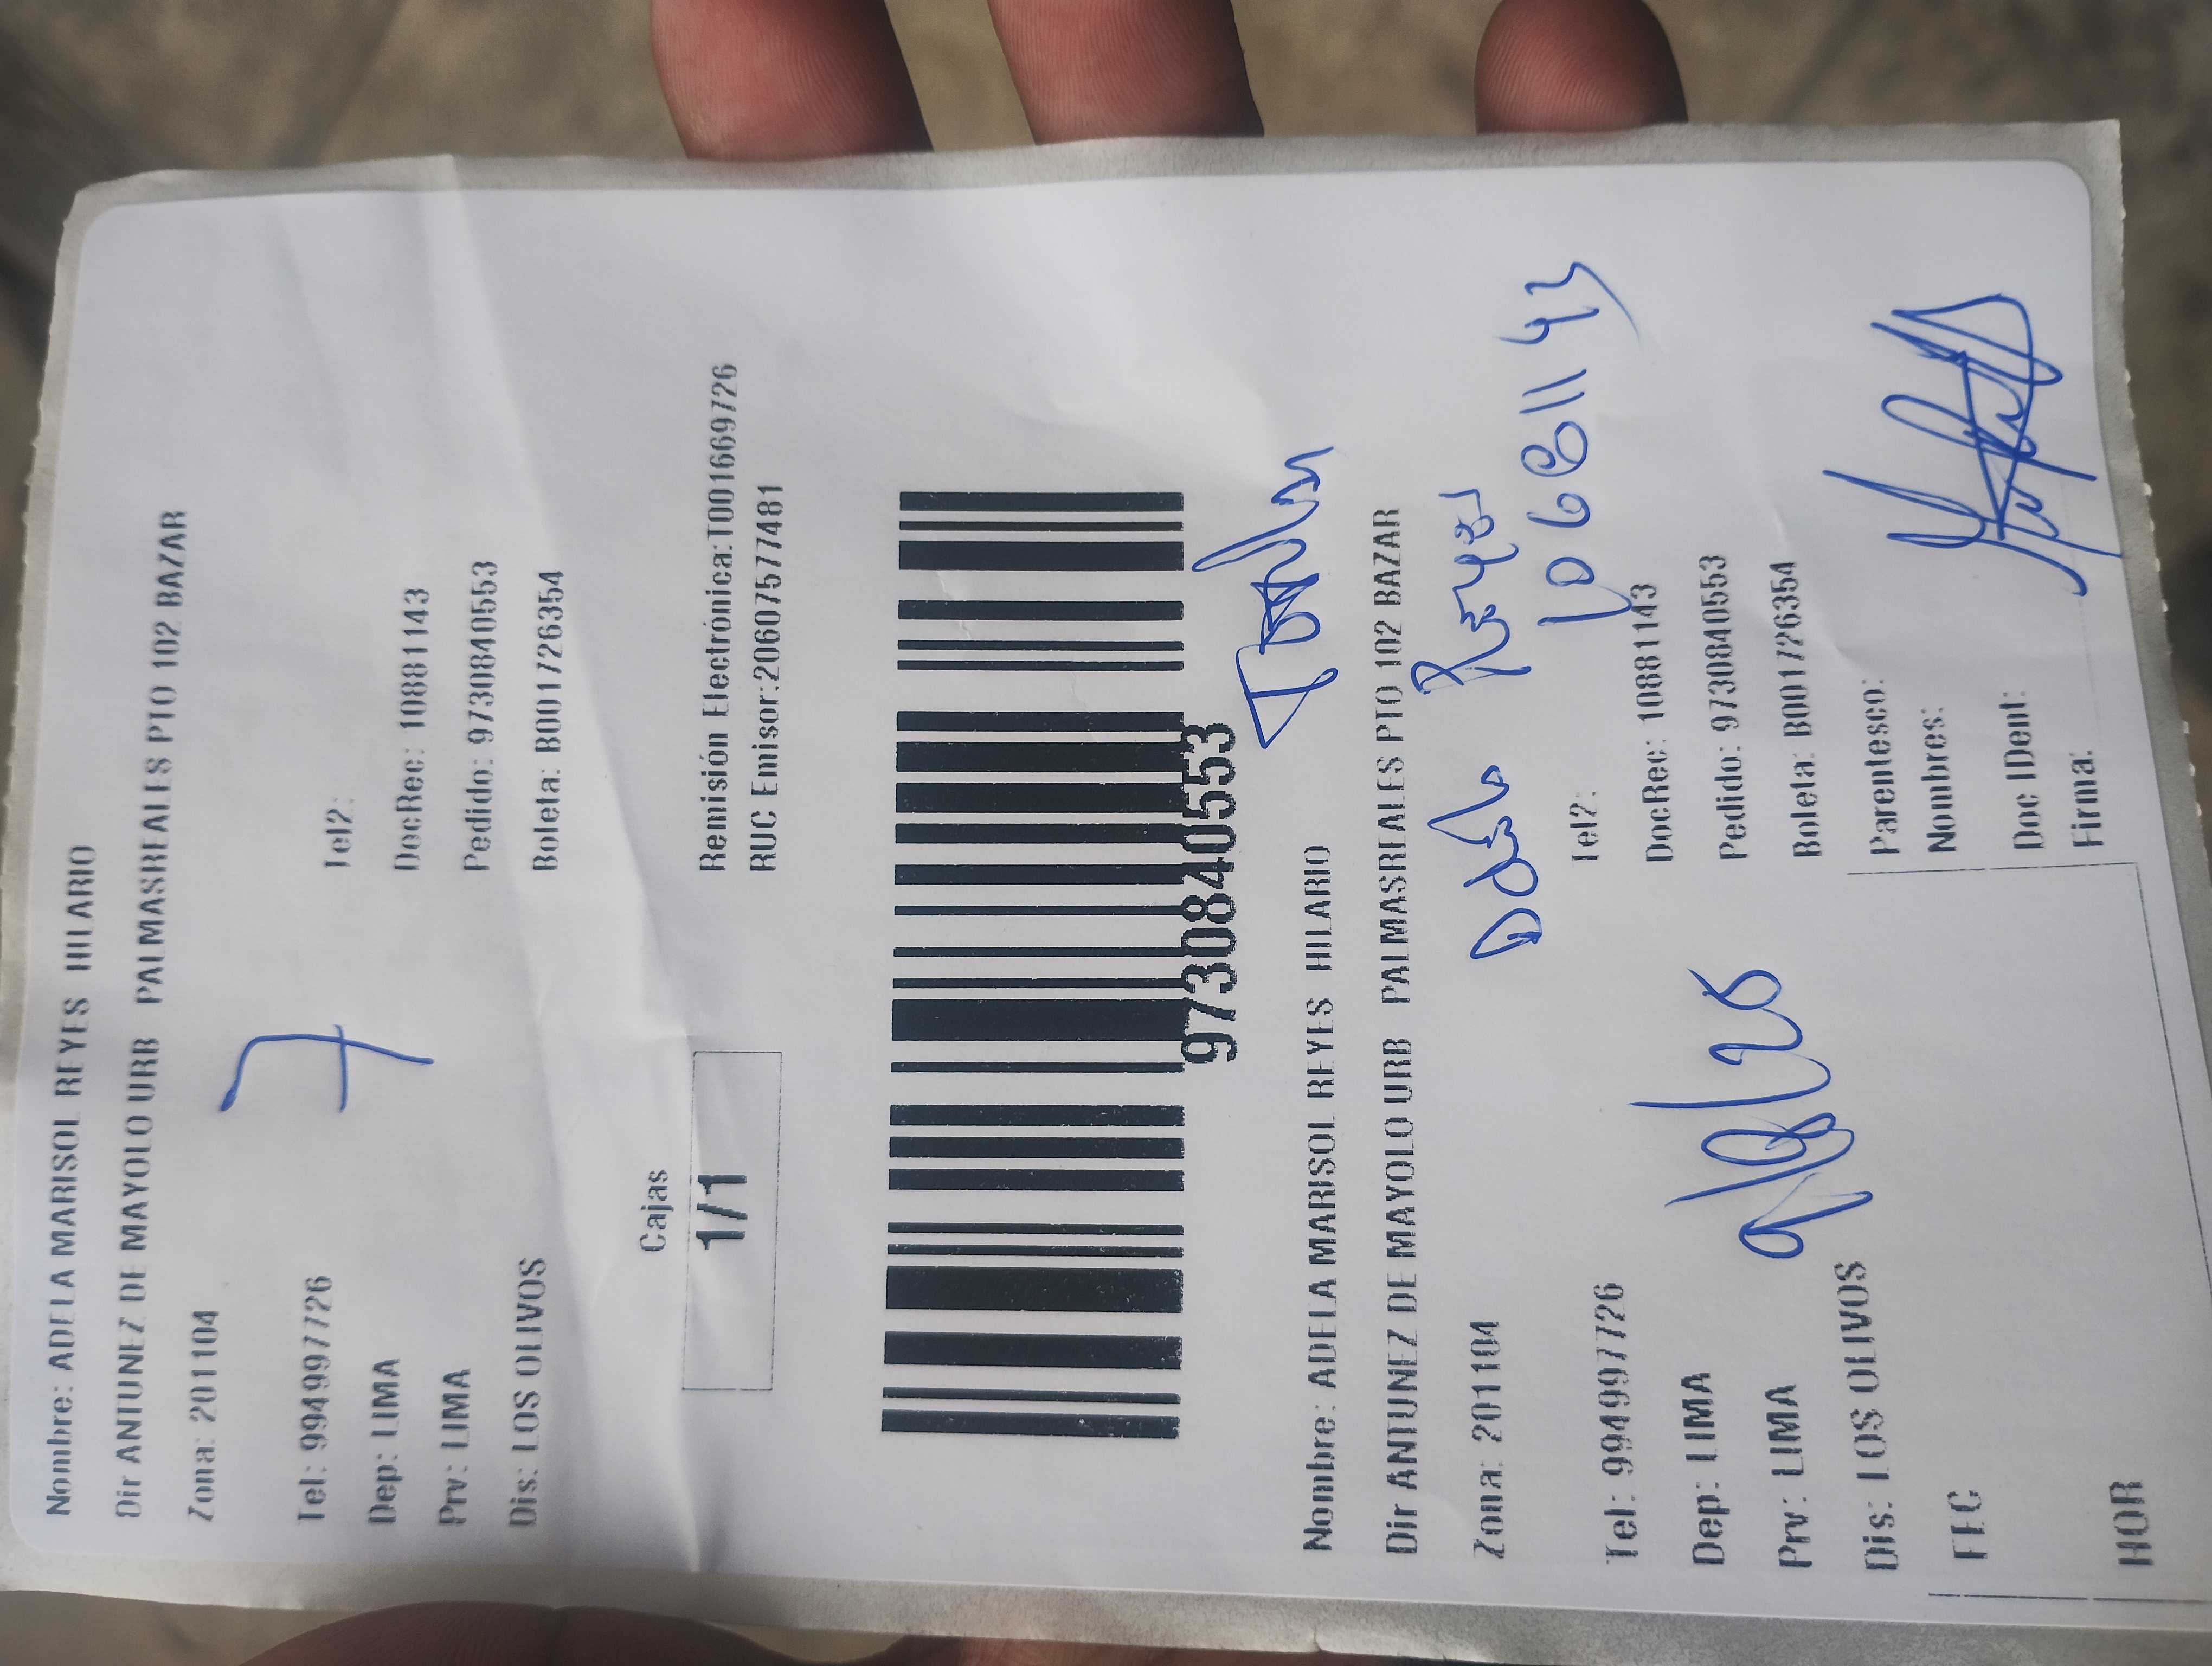 Nombre: ADELA MARISOL REYES HILARIO
Dir ANTUNEZ DE MAYOLO URB PALMASREALES PTO 102 BAZAR
Zona: 201104
7
Tel: 994997726 Tel2:
Dep: LIMA DocRec: 10881143
Prv: LIMA Pedido: 9730840553
Dis: LOS OLIVOS Boleta: B001726354
Cajas
1/1
Remisión Electrónica:T001669726
RUC Emisor:20607577481
9730840553
Nombre: ADELA MARISOL REYES HILARIO
Dir ANTUNEZ DE MAYOLO URB PALMASREALES PTO 102 BAZAR
Zona: 201104
Reyes
Tel: 994997726 Tel2:
Dep: LIMA DocRec: 10881143
Prv: LIMA Pedido: 9730840553
Dis: LOS OLIVOS Boleta: B001726354
FEC Parentesco:
Nombres:
HOR Doc IDent:
Firma: